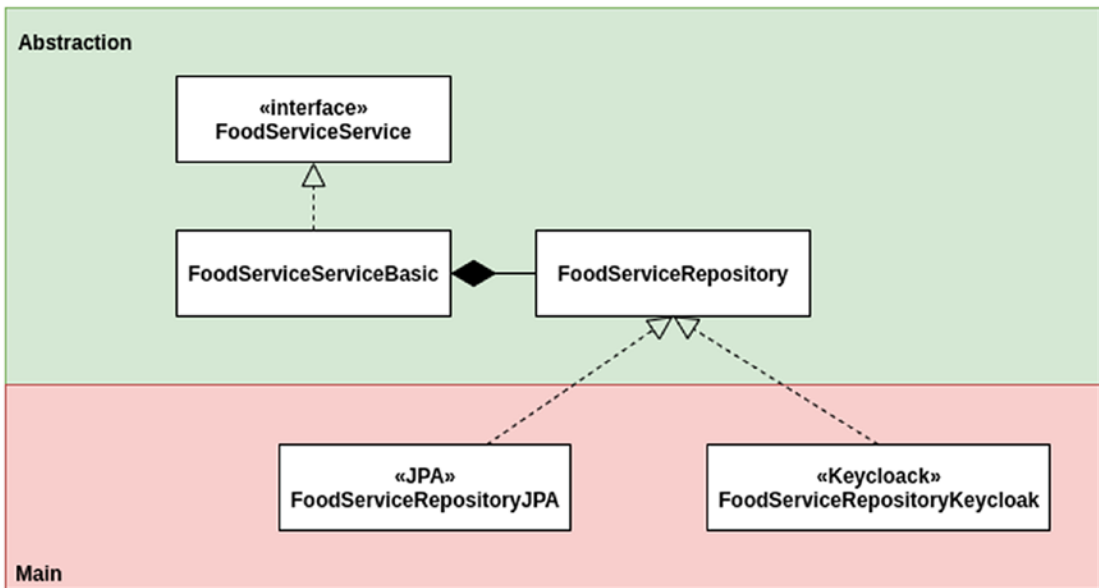 Abstraction
«interface»
FoodServiceService
FoodServiceServiceBasic
FoodServiceRepository
«JPA»
FoodServiceRepositoryJPA
«Keycloack»
FoodServiceRepositoryKeycloak
Main